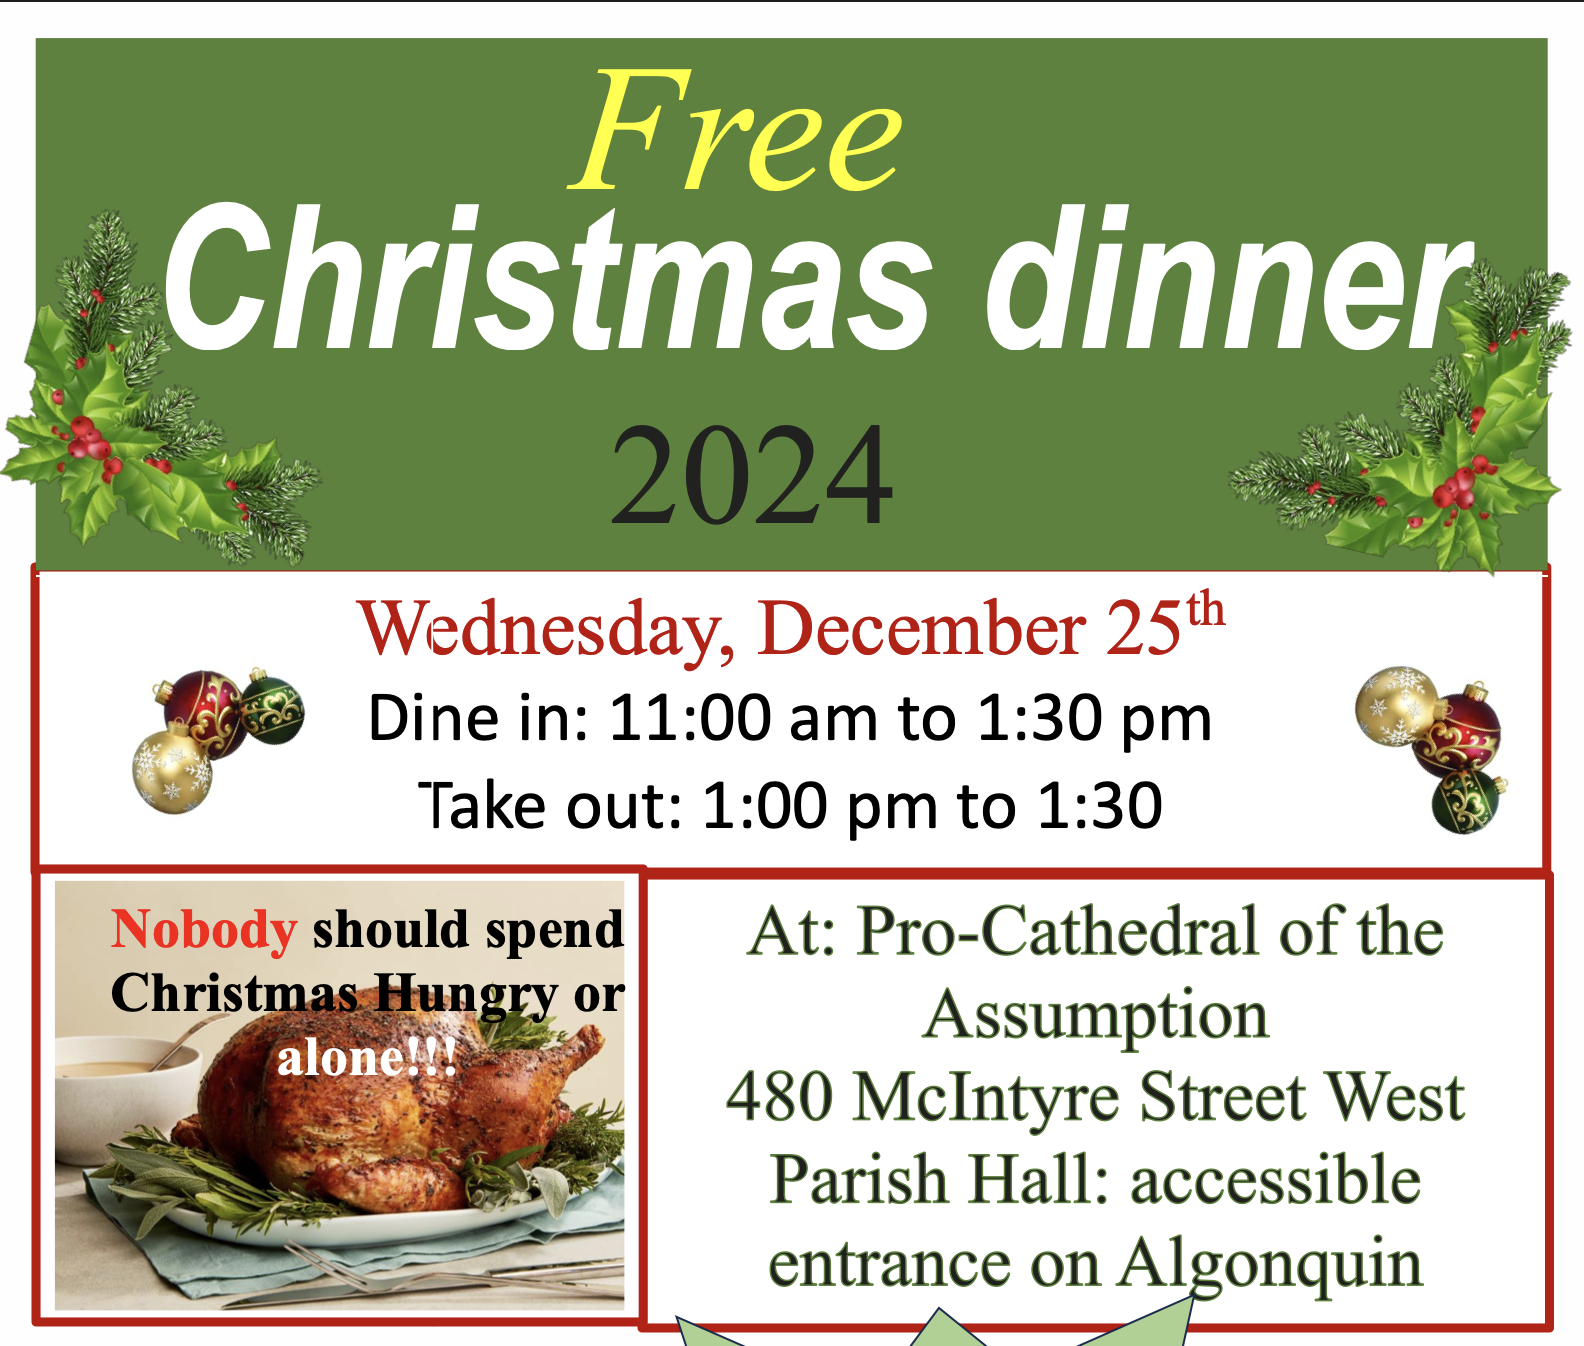 Free
Christmas dinner
2024
Wednesday, December 25th
Dine in: 11:00 am to 1:30 pm
Take out: 1:00 pm to 1:30
Nobody should spend
Christmas Hungry or
alone!!!
At: Pro-Cathedral of the
Assumption
480 McIntyre Street West
Parish Hall: accessible
entrance on Algonquin